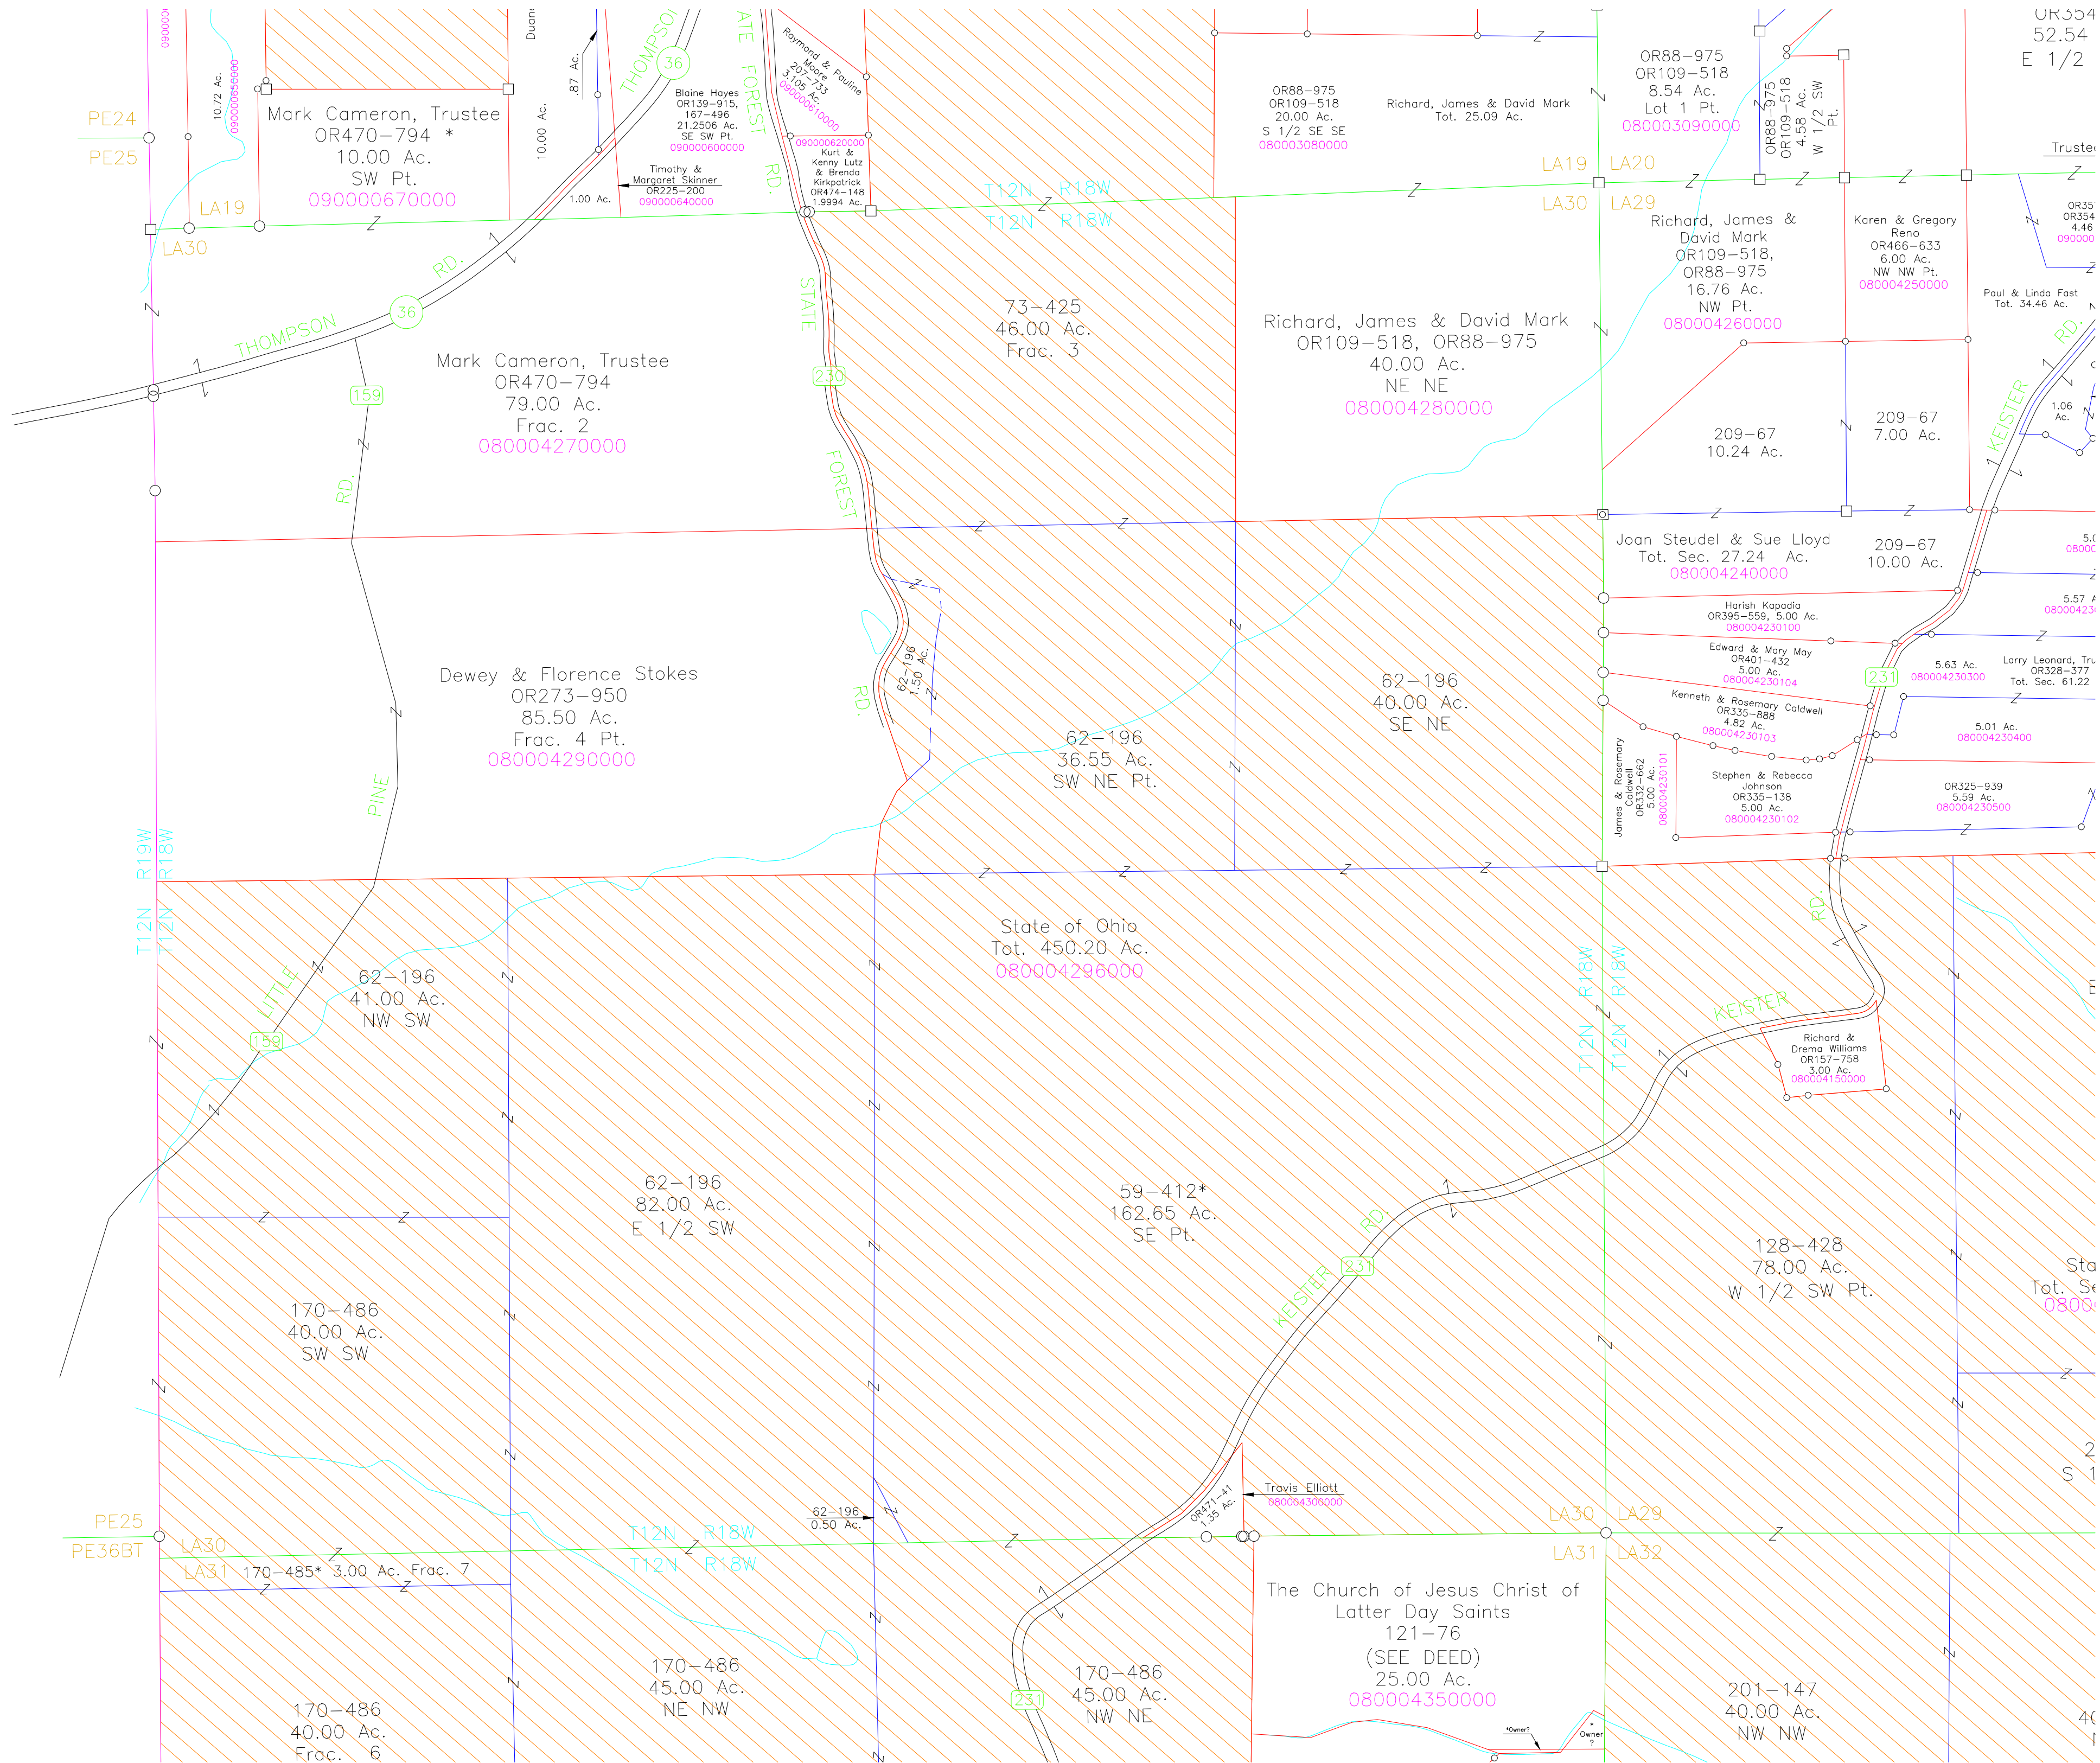 090000650000
10.72 Ac.
PE24
PE25
LA19
LA30
Mark Cameron, Trustee
OR470-794 *
10.00 Ac.
SW Pt.
090000670000
10.00 Ac.
.87 Ac.
1.00 Ac.
THOMPSON
36
Blaine Hayes
OR139-915,
167-496
21.2506 Ac.
SE SW Pt.
090000600000
Timothy &
Margaret Skinner
OR225-200
090000640000
FOREST
RD.
Raymond & Pauline
Moore
207-733
3.105 Ac.
090000610000
090000620000
Kurt &
Kenny Lutz
& Brenda
Kirkpatrick
OR474-148
1.9994 Ac.
T12N R18W
T12N R18W
OR88-975
OR109-518
20.00 Ac.
S 1/2 SE SE
080003080000
Richard, James & David Mark
Tot. 25.09 Ac.
OR88-975
OR109-518
8.54 Ac.
Lot 1 Pt.
080003090000
OR88-975
OR109-518
4.58 Ac.
W 1/2 SW
Pt.
OR354
52.54
E 1/2
LA19 LA20
LA30 LA29
Richard, James &
David Mark
OR109-518,
OR88-975
16.76 Ac.
NW Pt.
080004260000
Karen & Gregory
Reno
OR466-633
6.00 Ac.
NW NW Pt.
080004250000
OR354
4.46
Paul & Linda Fast
Tot. 34.46 Ac.
1.06
Ac.
THOMPSON
RD.
36
Mark Cameron, Trustee
OR470-794
79.00 Ac.
Frac. 2
080004270000
159
RD.
STATE
230
FOREST
RD.
73-425
46.00 Ac.
Frac. 3
Richard, James & David Mark
OR109-518, OR88-975
40.00 Ac.
NE NE
080004280000
209-67
10.24 Ac.
209-67
7.00 Ac.
KEISTER
RD.
Joan Steudel & Sue Lloyd
Tot. Sec. 27.24 Ac.
080004240000
209-67
10.00 Ac.
Harish Kapadia
OR395-559, 5.00 Ac.
080004230100
5.57
Edward & Mary May
OR401-432
5.00 Ac.
080004230104
231
5.63 Ac.
080004230300
Larry Leonard,
OR328-377
Tot. Sec. 61.22
Kenneth & Rosemary Caldwell
OR335-888
4.82 Ac.
080004230103
5.01 Ac.
080004230400
James & Rosemary
Caldwell
OR332-662
5.00 Ac.
080004230101
Stephen & Rebecca
Johnson
OR335-138
5.00 Ac.
080004230102
OR325-939
5.59 Ac.
080004230500
Dewey & Florence Stokes
OR273-950
85.50 Ac.
Frac. 4 Pt.
080004290000
62-196
1.50 Ac.
62-196
36.55 Ac.
SW NE Pt.
62-196
40.00 Ac.
SE NE
PINE
T12N R19W
T12N R18W
State of Ohio
Tot. 450.20 Ac.
080004296000
62-196
41.00 Ac.
NW SW
LITTLE
159
T12N R18W
T12N R18W
RD.
KEISTER
Richard &
Drema Williams
OR157-758
3.00 Ac.
080004150000
62-196
82.00 Ac.
E 1/2 SW
59-412*
162.65 Ac.
SE Pt.
KEISTER
231
RD.
128-428
78.00 Ac.
W 1/2 SW Pt.
170-486
40.00 Ac.
SW SW
PE25
PE36BT
LA30
LA31
170-485* 3.00 Ac. Frac. 7
62-196
0.50 Ac.
T12N R18W
T12N R18W
OR471-41
1.35 Ac.
Travis Elliott
080004300000
LA30 LA29
LA31 LA32
170-486
40.00 Ac.
Frac. 6
170-486
45.00 Ac.
NE NW
231
170-486
45.00 Ac.
NW NE
The Church of Jesus Christ of
Latter Day Saints
121-76
(SEE DEED)
25.00 Ac.
080004350000
*Owner?
*
Owner
?
201-147
40.00 Ac.
NW NW